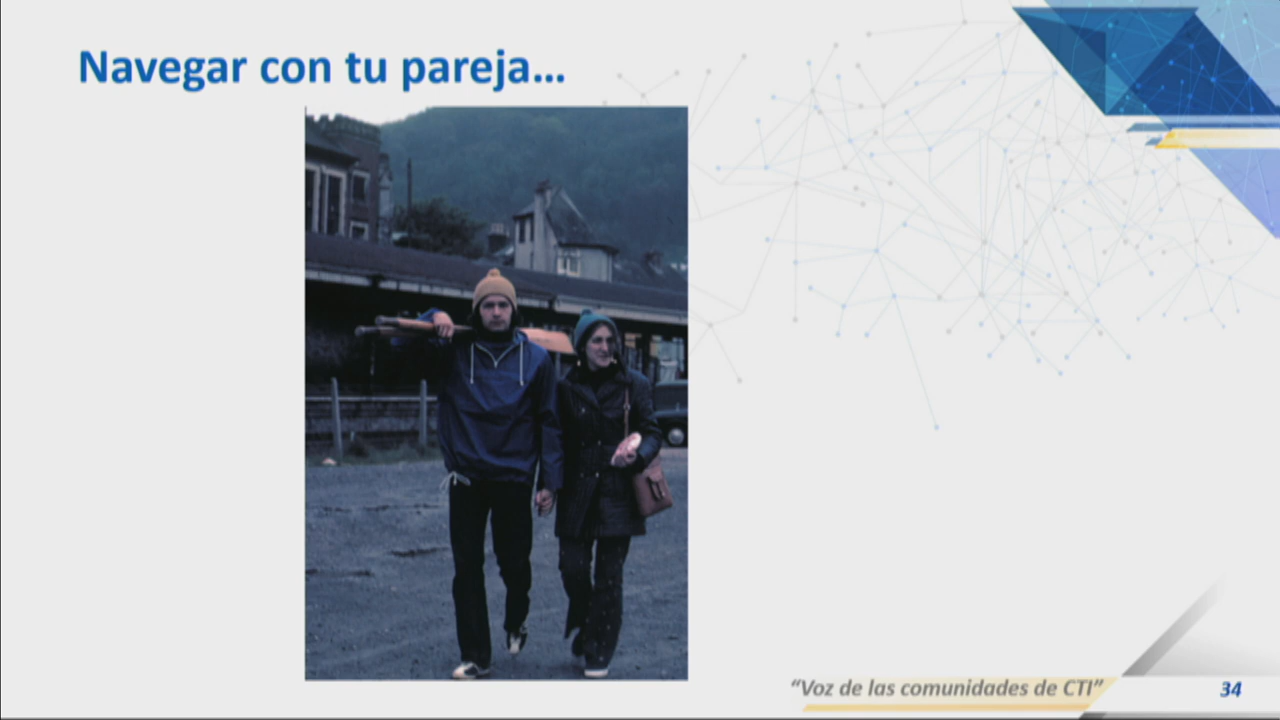 Navegar con tu pareja...
“Voz de las comunidades de CTI”
34